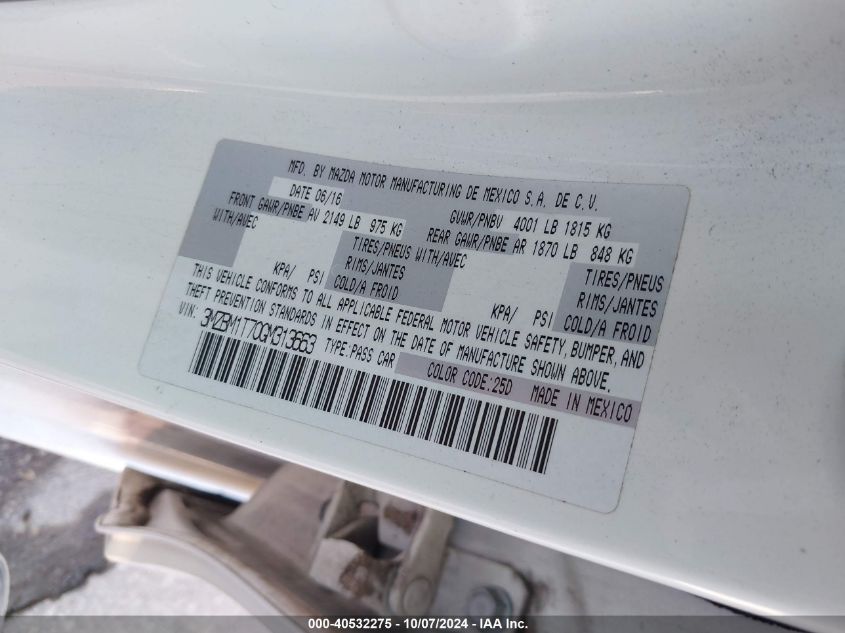 MFD. BY MAZDA MOTOR MANUFACTURING DE MEXICO S.A. DE C.V.
DATE 06/16 GVWR/PNBV 4001 LB 1815 KG
FRONT GAWR/PNBE AV 2149 LB 975 KG REAR GAWR/PNBE AR 1870 LB 848 KG
WITH/AVEC TIRES/PNEUS WITH/AVEC TIRES/PNEUS
RIMS/JANTES RIMS/JANTES
KPA/ PSI COLD/A FROID KPA/ PSI COLD/A FROID
THIS VEHICLE CONFORMS TO ALL APPLICABLE FEDERAL MOTOR VEHICLE SAFETY, BUMPER, AND
THEFT PREVENTION STANDARDS IN EFFECT ON THE DATE OF MANUFACTURE SHOWN ABOVE.
VIN: 3MZBM1T70GM313663 TYPE:PASS CAR
COLOR CODE:25D MADE IN MEXICO
000-40532275 - 10/07/2024 - IAA Inc.